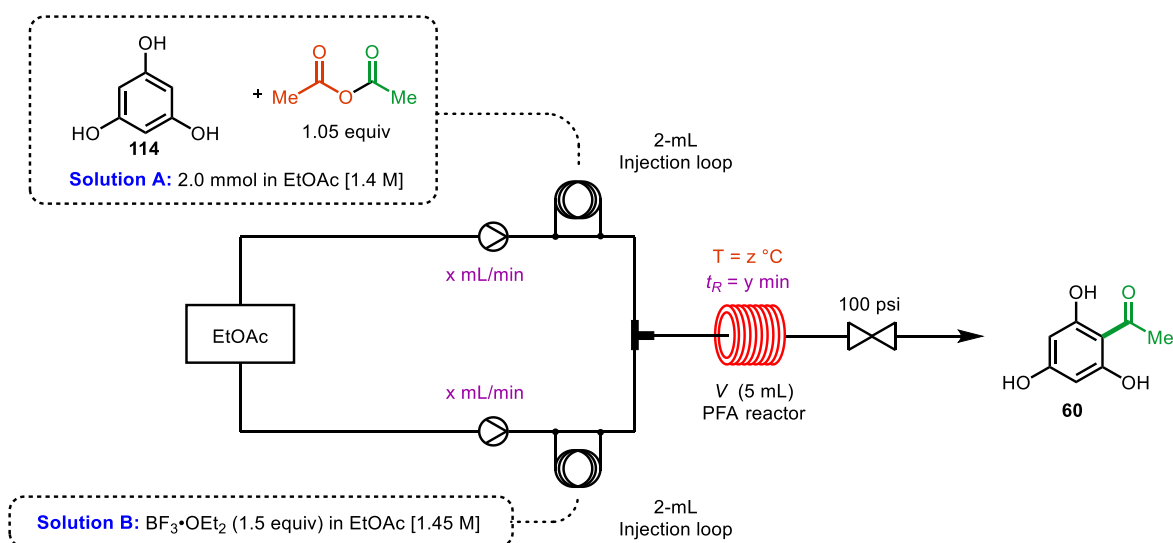 OH
HO
OH
114
+
O
O
Me
O
Me
1.05 equiv
Solution A: 2.0 mmol in EtOAc [1.4 M]
2-mL
Injection loop
x mL/min
EtOAc
x mL/min
T = z °C
t_R = y min
V (5 mL)
PFA reactor
100 psi
OH
O
Me
HO
OH
60
2-mL
Injection loop
Solution B: BF₃•OEt₂ (1.5 equiv) in EtOAc [1.45 M]